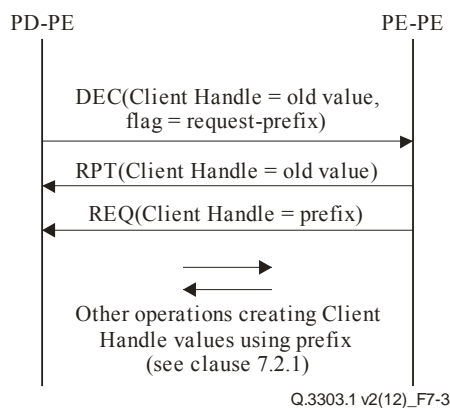 PD-PE PE-PE
DEC(Client Handle = old value,
flag = request-prefix)
RPT(Client Handle = old value)
REQ(Client Handle = prefix)
Other operations creating Client
Handle values using prefix
(see clause 7.2.1)
Q.3303.1 v2(12)_F7-3